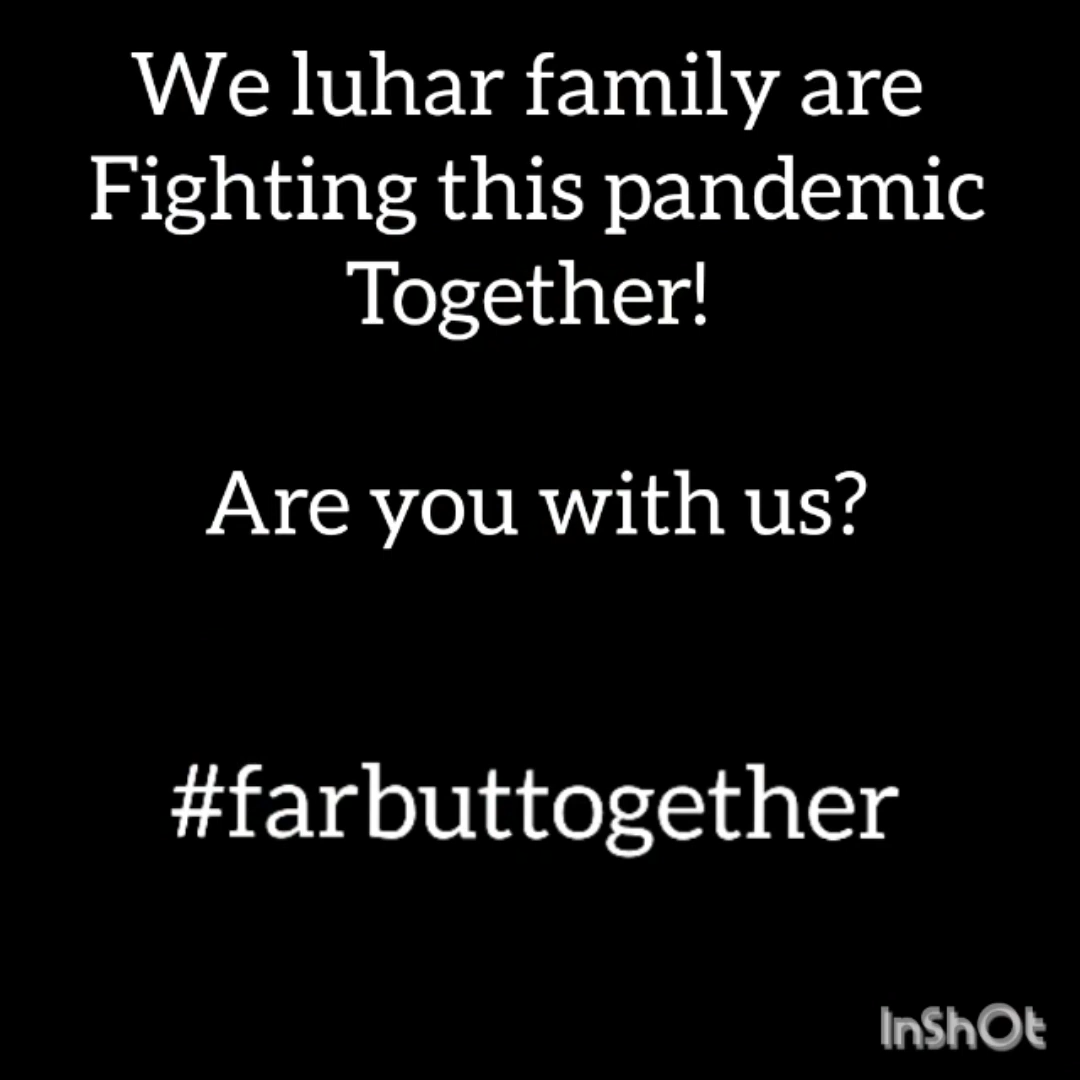 We luhar family are
Fighting this pandemic
Together!
Are you with us?
#farbuttogether
InShOt